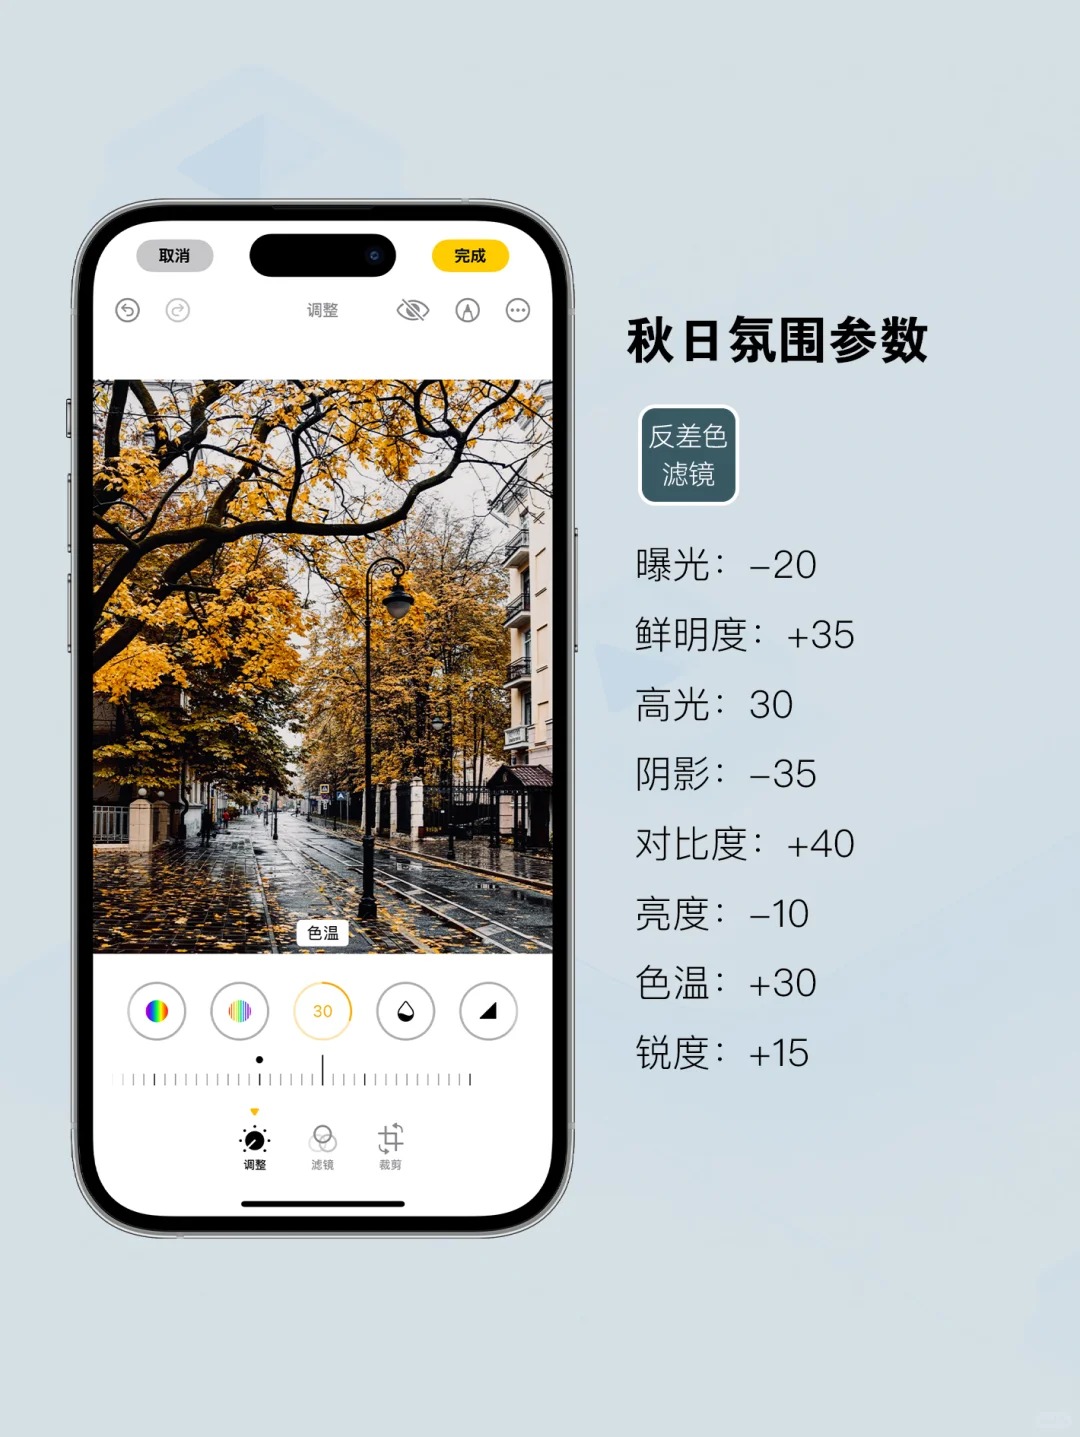 取消
完成
调整
秋日氛围参数
反差色
滤镜
曝光：-20
鲜明度：+35
高光：30
阴影：-35
对比度：+40
亮度：-10
色温：+30
锐度：+15
色温
30
调整
滤镜
裁剪